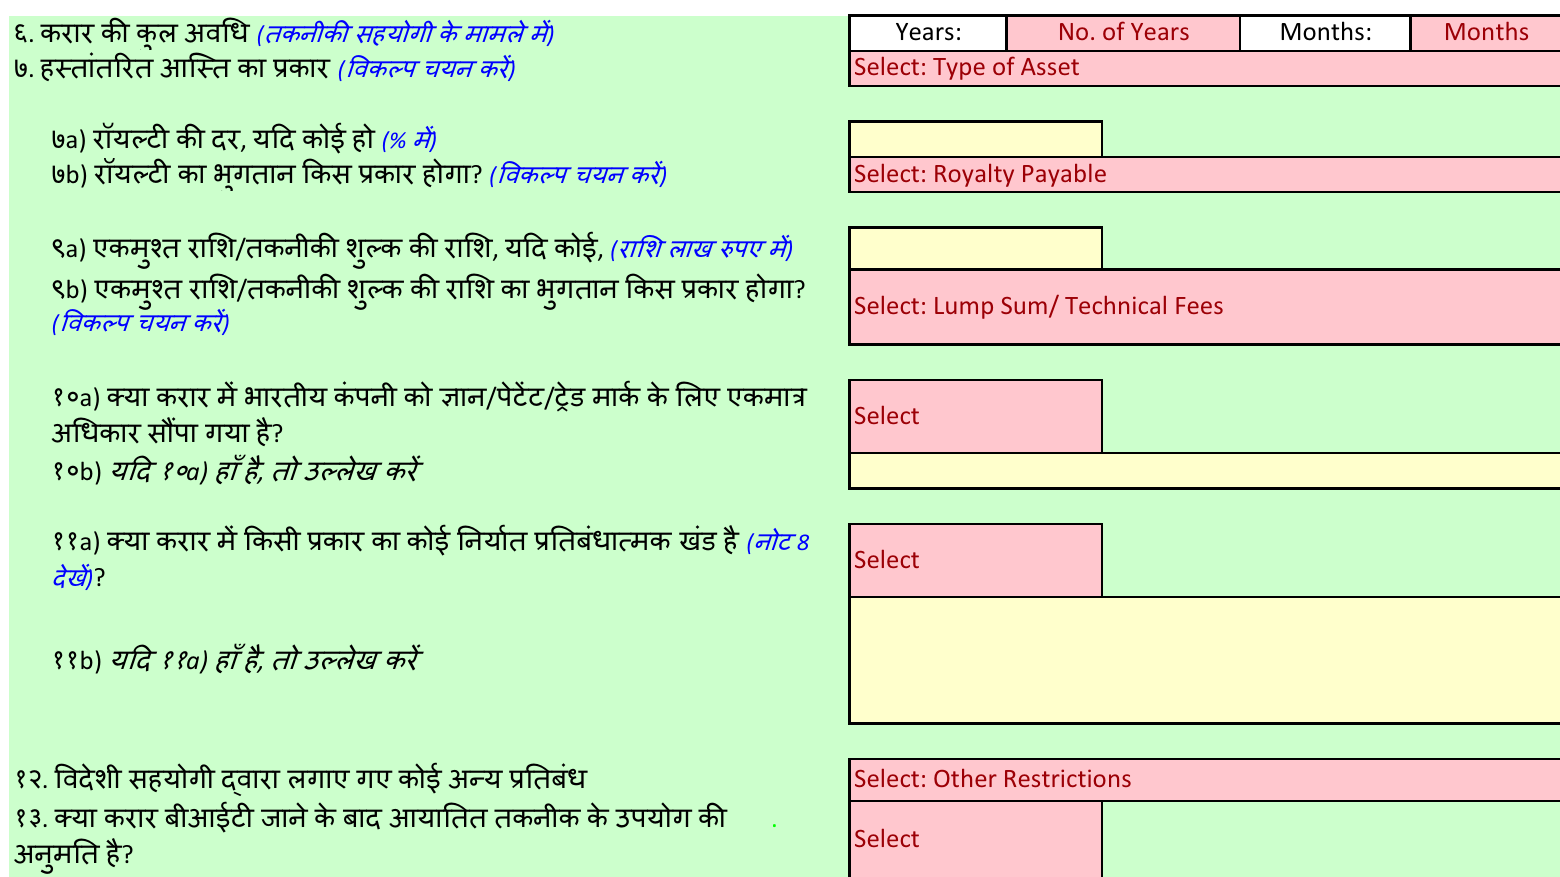 ६. करार की कुल अवधि (तकनीकी सहयोगी के मामले में) Years: No. of Years Months: Months
७. हस्तांतरित आस्ति का प्रकार (विकल्प चयन करें) Select: Type of Asset
७a) रॉयल्टी की दर, यदि कोई हो (% में)
७b) रॉयल्टी का भुगतान किस प्रकार होगा? (विकल्प चयन करें) Select: Royalty Payable
९a) एकमुश्त राशि/तकनीकी शुल्क की राशि, यदि कोई, (राशि लाख रुपए में)
९b) एकमुश्त राशि/तकनीकी शुल्क की राशि का भुगतान किस प्रकार होगा?
(विकल्प चयन करें)
Select: Lump Sum/ Technical Fees
१०a) क्या करार में भारतीय कंपनी को ज्ञान/पेटेंट/ट्रेड मार्क के लिए एकमात्र
अधिकार सौंपा गया है?
Select
१०b) यदि १०a) हाँ है, तो उल्लेख करें
११a) क्या करार में किसी प्रकार का कोई निर्यात प्रतिबंधात्मक खंड है (नोट 8
देखें)?
Select
११b) यदि ११a) हाँ है, तो उल्लेख करें
१२. विदेशी सहयोगी द्वारा लगाए गए कोई अन्य प्रतिबंध Select: Other Restrictions
१३. क्या करार बीआईटी जाने के बाद आयातित तकनीक के उपयोग की
अनुमति है?
Select